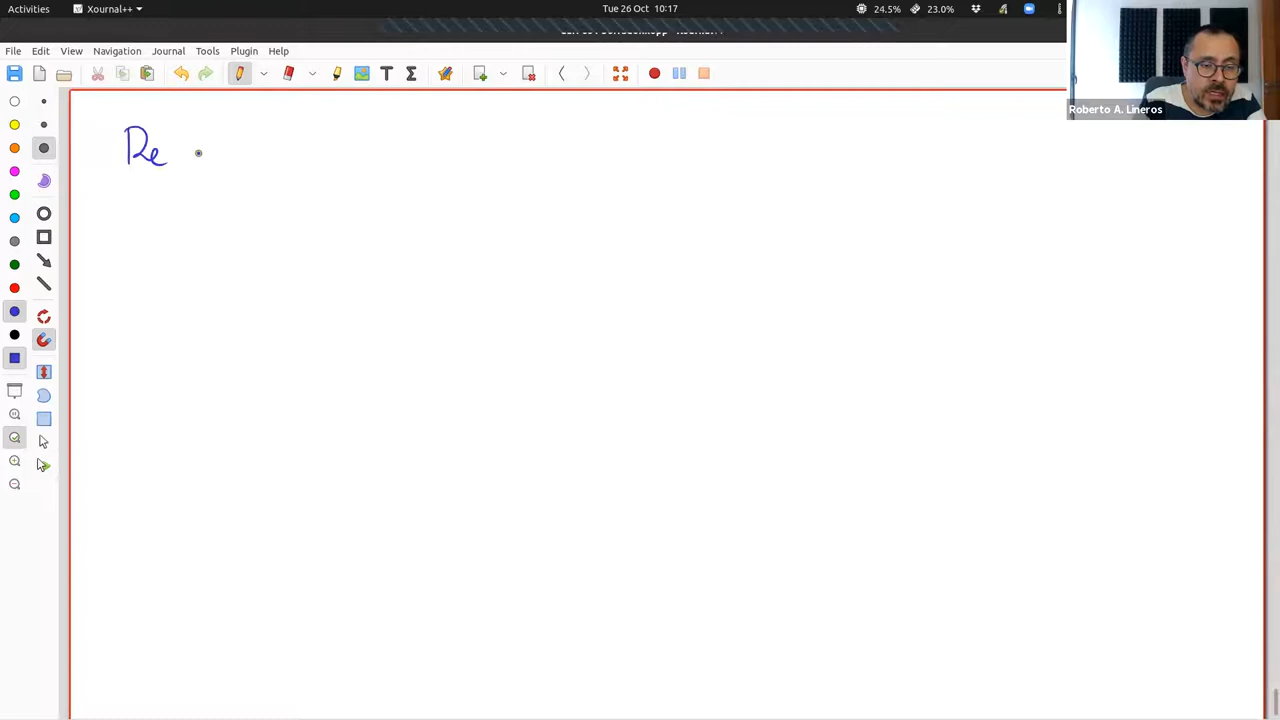 Activities Xournal++ Tue 26 Oct 10:17 24.5% 23.0%
File Edit View Navigation Journal Tools Plugin Help
Roberto A. Lineros
Re